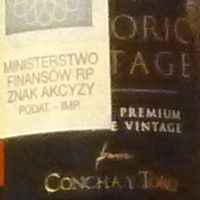 ORIC
TAGE
MINISTERSTWO
FINANSÓW RP
ZNAK AKCYZY
PODAT. - IMP.
PREMIUM
E VINTAGE
CONCHA Y TORO